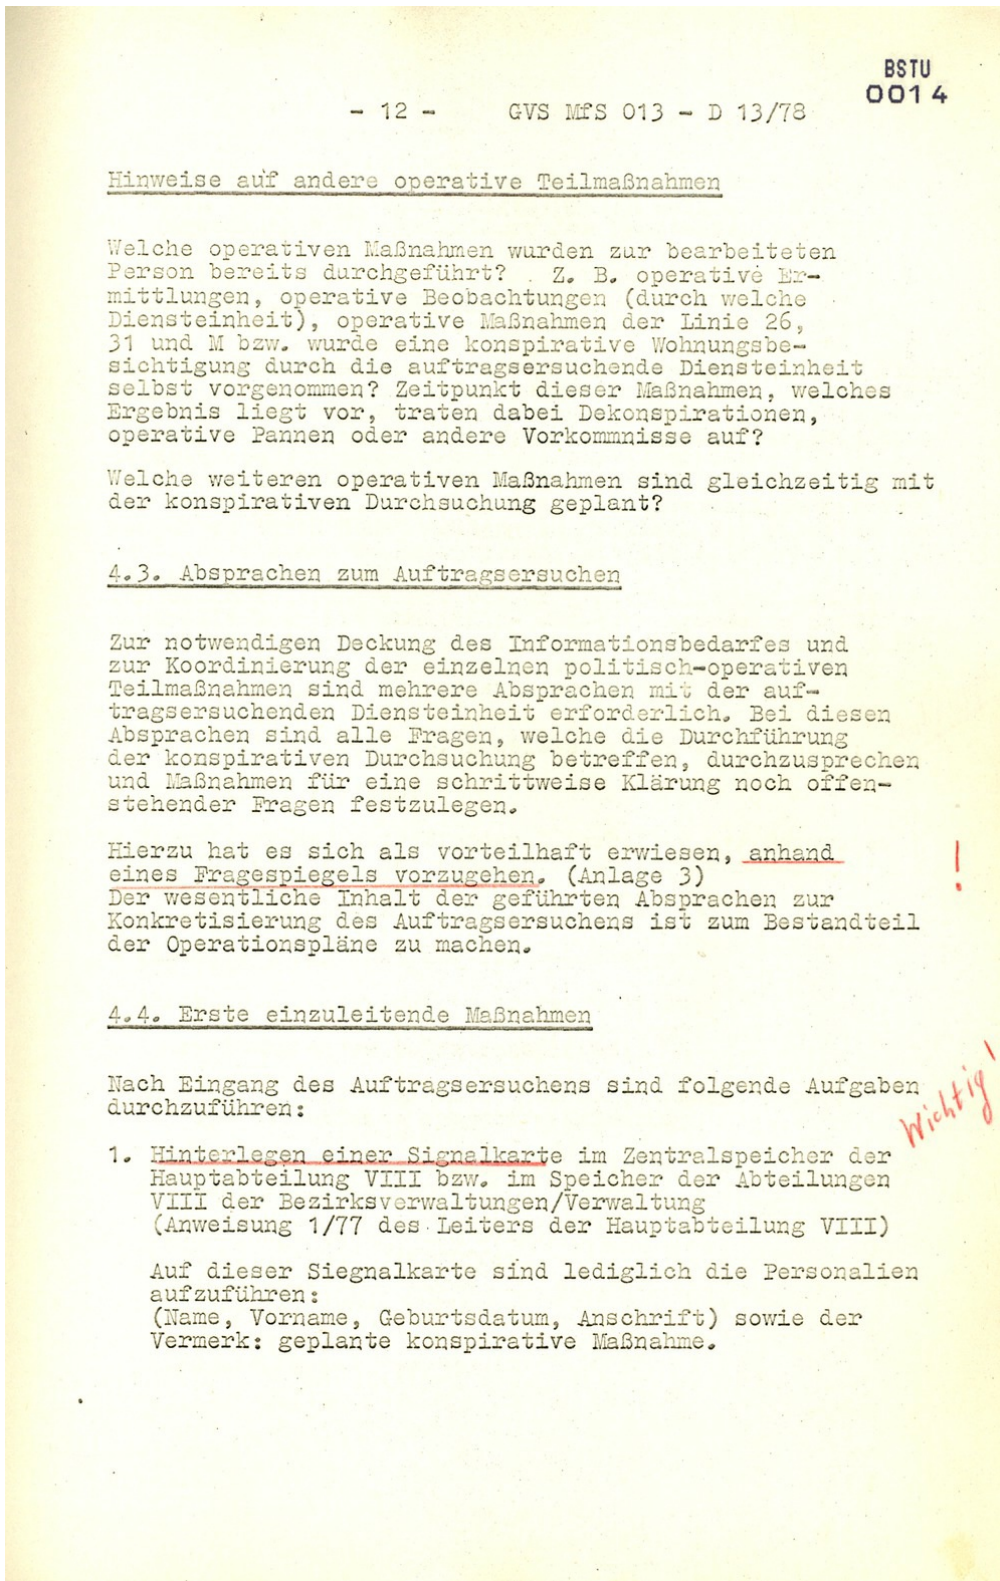 BSTU
0014
- 12 - GVS MfS 013 - D 13/78
Hinweise auf andere operative Teilmaßnahmen
Welche operativen Maßnahmen wurden zur bearbeiteten
Person bereits durchgeführt? Z. B. operative Er-
mittlungen, operative Beobachtungen (durch welche
Diensteinheit), operative Maßnahmen der Linie 26,
31 und M bzw. wurde eine konspirative Wohnungsbe-
sichtigung durch die auftragsersuchende Diensteinheit
selbst vorgenommen? Zeitpunkt dieser Maßnahmen, welches
Ergebnis liegt vor, traten dabei Dekonspirationen,
operative Pannen oder andere Vorkommnisse auf?
Welche weiteren operativen Maßnahmen sind gleichzeitig mit
der konspirativen Durchsuchung geplant?
4.3. Absprachen zum Auftragsersuchen
Zur notwendigen Deckung des Informationsbedarfes und
zur Koordinierung der einzelnen politisch-operativen
Teilmaßnahmen sind mehrere Absprachen mit der auf-
tragsersuchenden Diensteinheit erforderlich. Bei diesen
Absprachen sind alle Fragen, welche die Durchführung
der konspirativen Durchsuchung betreffen, durchzusprechen
und Maßnahmen für eine schrittweise Klärung noch offen-
stehender Fragen festzulegen.
Hierzu hat es sich als vorteilhaft erwiesen, anhand
eines Fragespiegels vorzugehen. (Anlage 3)
!
Der wesentliche Inhalt der geführten Absprachen zur
Konkretisierung des Auftragsersuchens ist zum Bestandteil
der Operationspläne zu machen.
4.4. Erste einzuleitende Maßnahmen
Nach Eingang des Auftragsersuchens sind folgende Aufgaben
durchzuführen:
Wichtig!
1. Hinterlegen einer Signalkarte im Zentralspeicher der
Hauptabteilung VIII bzw. im Speicher der Abteilungen
VIII der Bezirksverwaltungen/Verwaltung
(Anweisung 1/77 des Leiters der Hauptabteilung VIII)
Auf dieser Siegnalkarte sind lediglich die Personalien
aufzuführen:
(Name, Vorname, Geburtsdatum, Anschrift) sowie der
Vermerk: geplante konspirative Maßnahme.